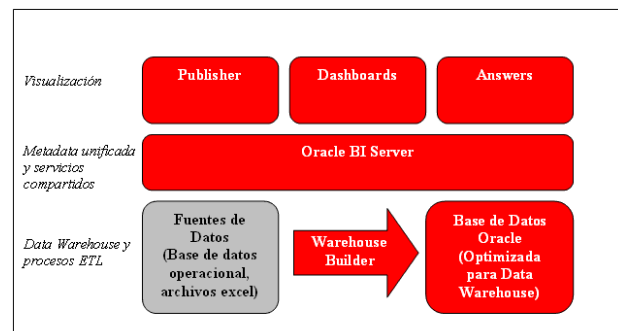 Visualización
Publisher
Dashboards
Answers
Metadata unificada
y servicios
compartidos
Oracle BI Server
Data Warehouse y
procesos ETL
Fuentes de
Datos
(Base de datos
operacional,
archivos excel)
Warehouse
Builder
Base de Datos
Oracle
(Optimizada
para Data
Warehouse)